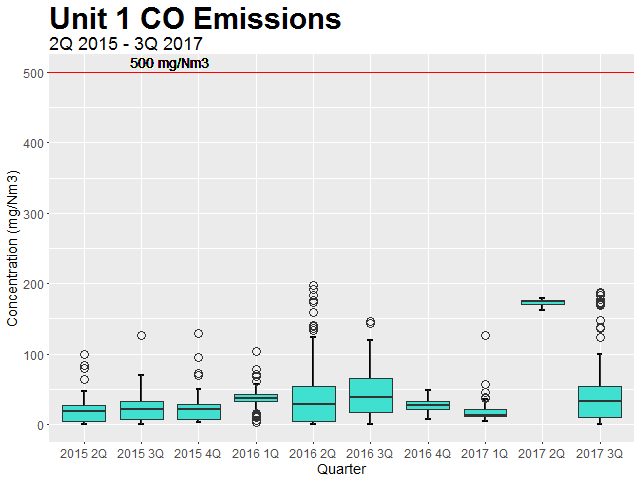 Unit 1 CO Emissions
2Q 2015 - 3Q 2017
500 mg/Nm3
500
400
300
200
100
0
Concentration (mg/Nm3)
2015 2Q 2015 3Q 2015 4Q 2016 1Q 2016 2Q 2016 3Q 2016 4Q 2017 1Q 2017 2Q 2017 3Q
Quarter